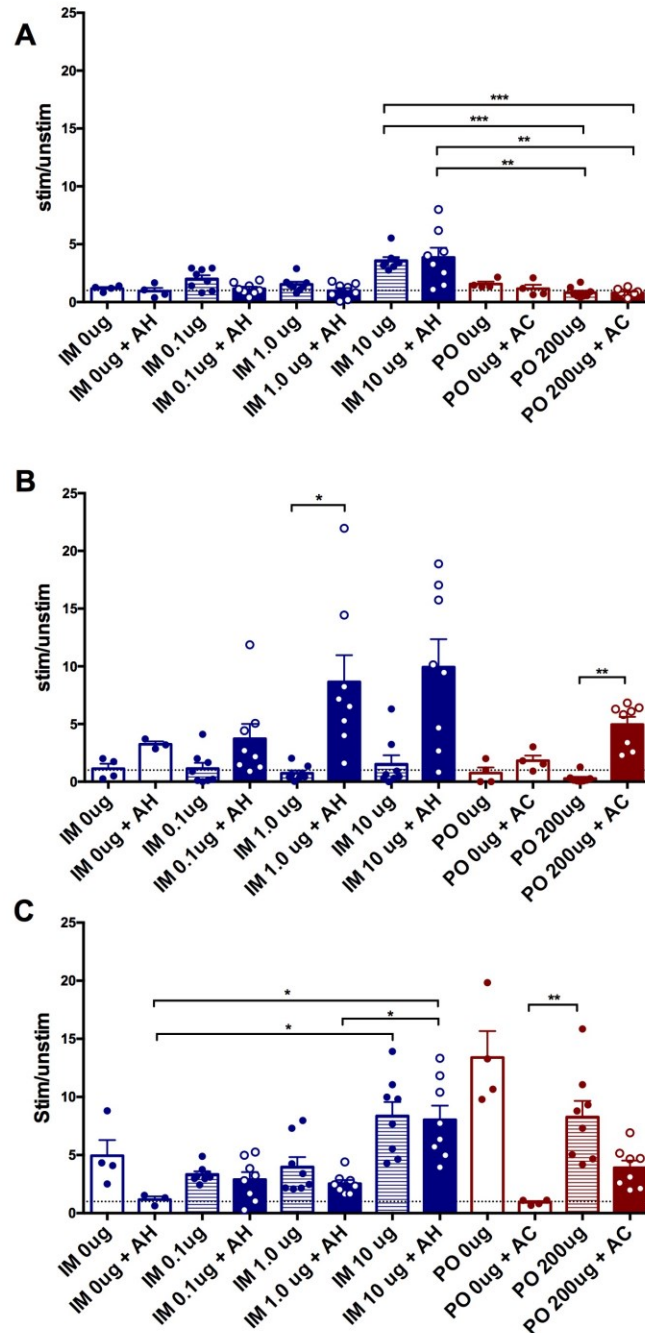 A
25
20
15
10
5
0
stim/unstim
***
***
**
**
IM 0ug
IM 0ug + AH
IM 0.1ug
IM 0.1ug + AH
IM 1.0 ug
IM 1.0 ug + AH
IM 10 ug
IM 10 ug + AH
PO 0ug
PO 0ug + AC
PO 200ug
PO 200ug + AC
B
25
20
15
10
5
0
stim/unstim
*
**
IM 0ug
IM 0ug + AH
IM 0.1ug
IM 0.1ug + AH
IM 1.0 ug
IM 1.0 ug + AH
IM 10 ug
IM 10 ug + AH
PO 0ug
PO 0ug + AC
PO 200ug
PO 200ug + AC
C
25
20
15
10
5
0
Stim/unstim
*
*
*
**
IM 0ug
IM 0ug + AH
IM 0.1ug
IM 0.1ug + AH
IM 1.0 ug
IM 1.0 ug + AH
IM 10 ug
IM 10 ug + AH
PO 0ug
PO 0ug + AC
PO 200ug
PO 200ug + AC